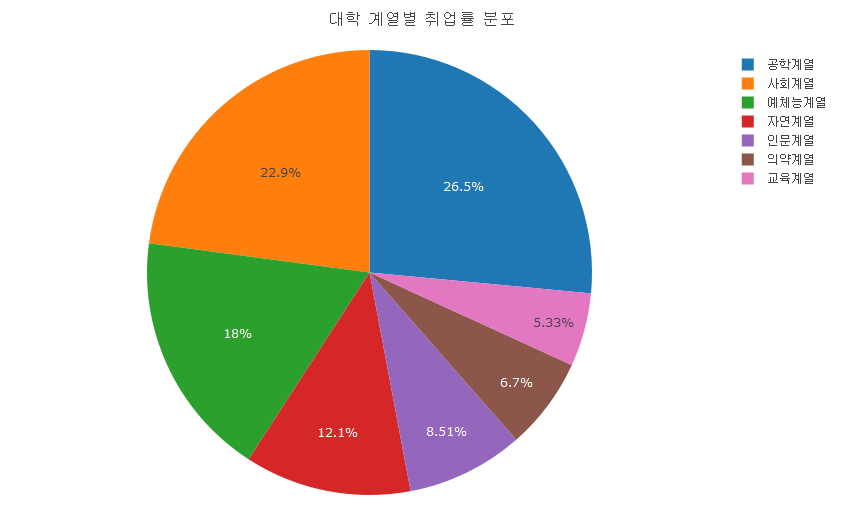 대학 계열별 취업률 분포
공학계열
사회계열
예체능계열
자연계열
인문계열
의약계열
교육계열
26.5%
22.9%
18%
12.1%
8.51%
6.7%
5.33%